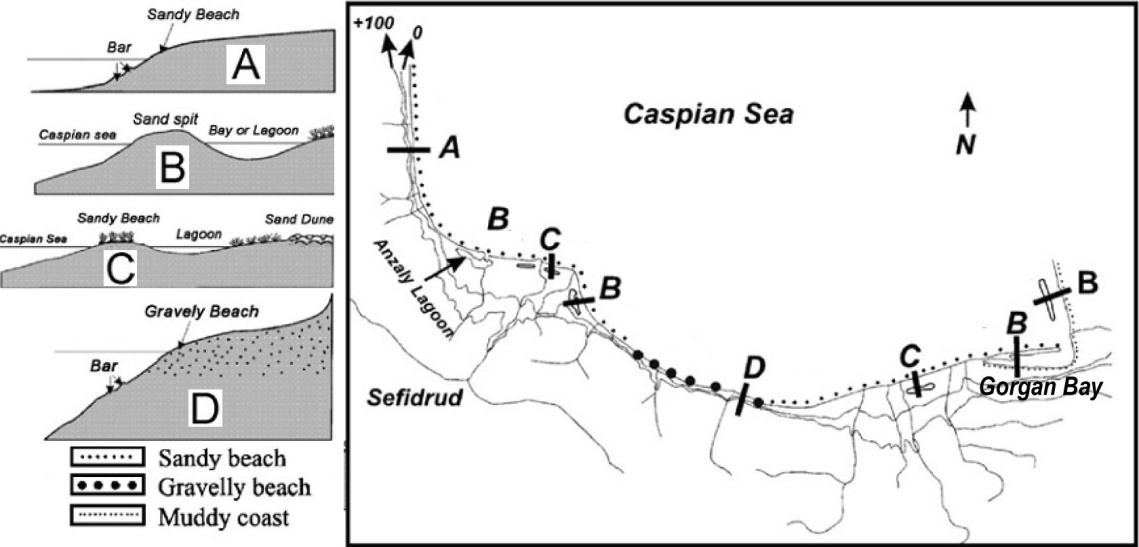 Sandy Beach
Bar
A
Sand spit
Caspian sea
Bay or Lagoon
B
Sandy Beach
Caspian Sea
Lagoon
Sand Dune
C
Gravely Beach
Bar
D
Sandy beach
Gravelly beach
Muddy coast
+100
0
Caspian Sea
N
A
B
C
B
Anzaly Lagoon
Sefidrud
D
C
B
B
Gorgan Bay